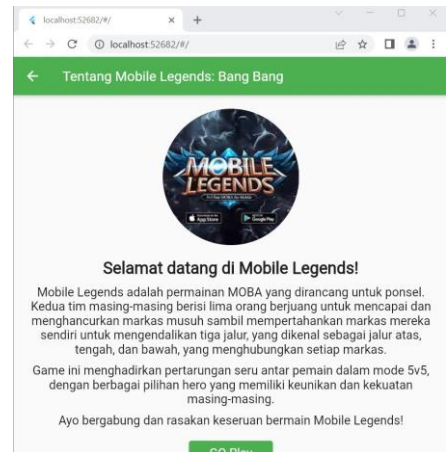 localhost:52682/#/
localhost:52682/#/
Tentang Mobile Legends: Bang Bang
MOBILE
LEGENDS
App Store
Google Play
Selamat datang di Mobile Legends!
Mobile Legends adalah permainan MOBA yang dirancang untuk ponsel.
Kedua tim masing-masing berisi lima orang berjuang untuk mencapai dan
menghancurkan markas musuh sambil mempertahankan markas mereka
sendiri untuk mengendalikan tiga jalur, yang dikenal sebagai jalur atas,
tengah, dan bawah, yang menghubungkan setiap markas.
Game ini menghadirkan pertarungan seru antar pemain dalam mode 5v5,
dengan berbagai pilihan hero yang memiliki keunikan dan kekuatan
masing-masing.
Ayo bergabung dan rasakan keseruan bermain Mobile Legends!
GO Play